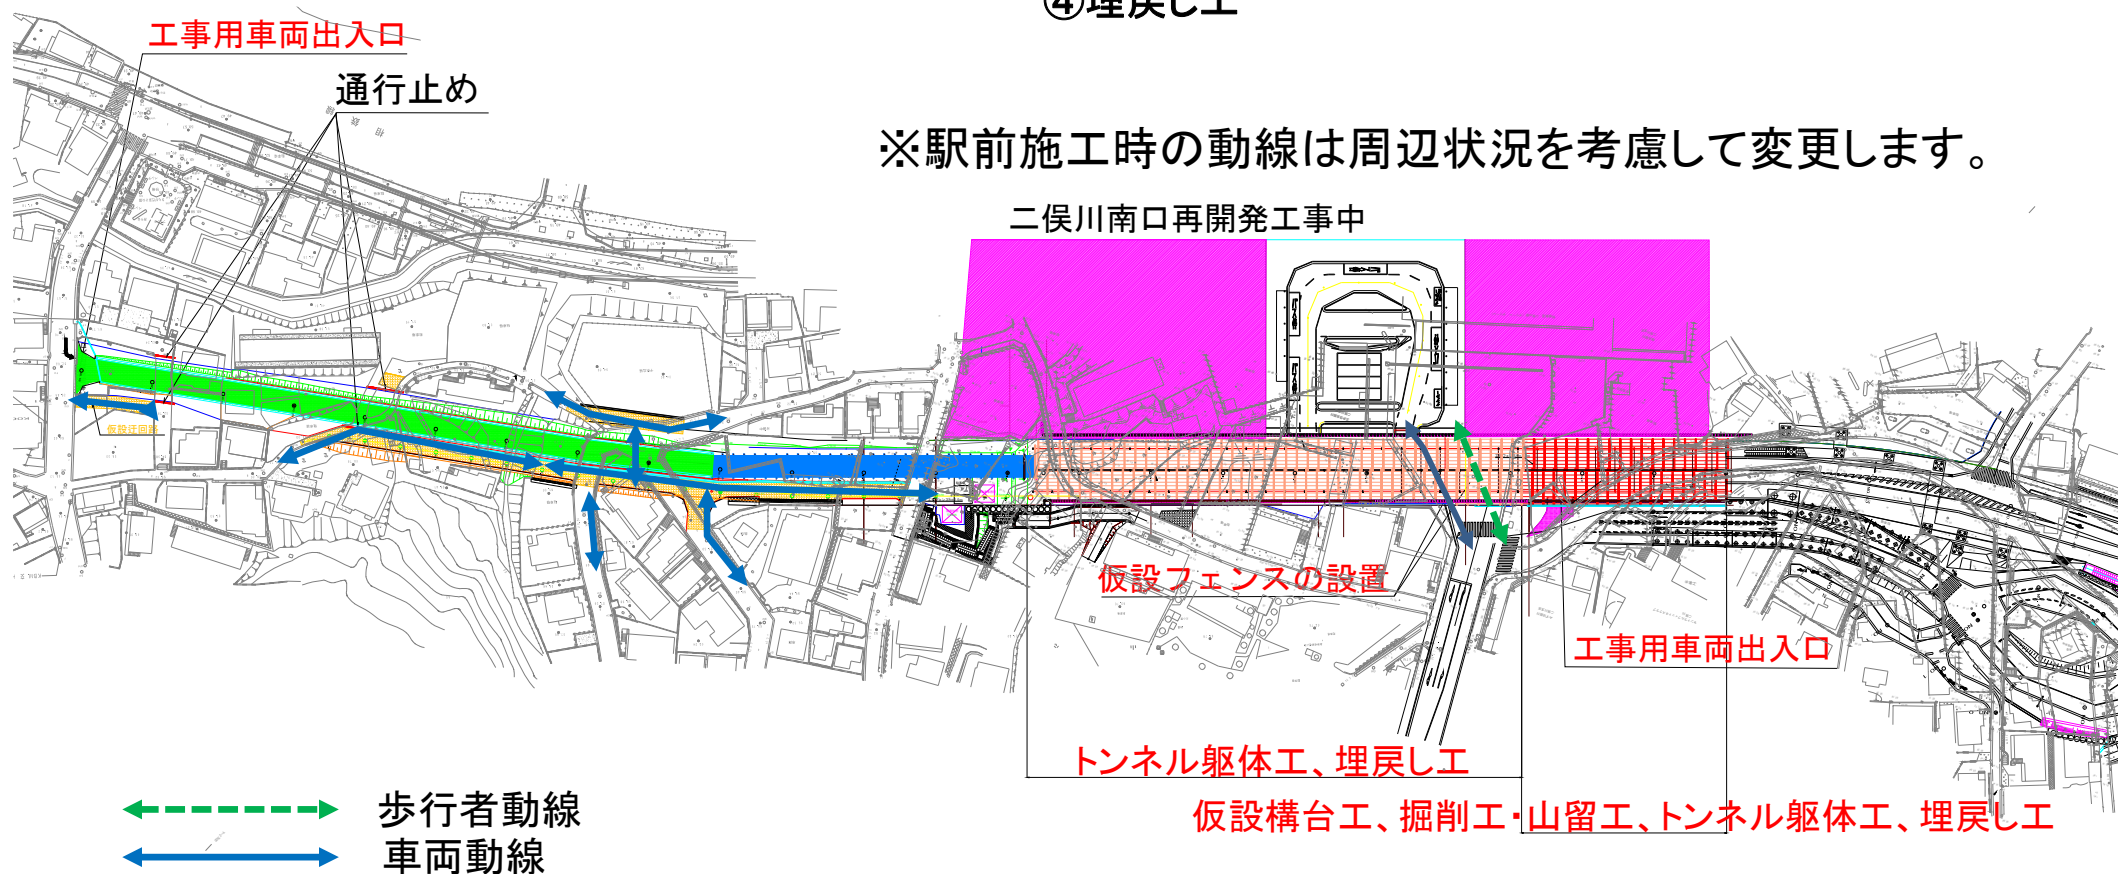 ④埋戻し工
工事用車両出入口
通行止め
※駅前施工時の動線は周辺状況を考慮して変更します。
二俣川南口再開発工事中
仮設迂回路
仮設フェンスの設置
工事用車両出入口
トンネル躯体工、埋戻し工
仮設構台工、掘削工・山留工、トンネル躯体工、埋戻し工
歩行者動線
車両動線